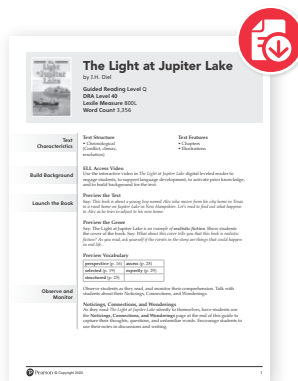 The Light at Jupiter Lake
by J.H. Diel
Guided Reading Level Q
DRA Level 40
Lexile Measure 800L
Word Count 3,356
Light
Jupiter
Lake
Text
Characteristics
Text Structure
• Chronological
(Conflict, climax,
resolution)
Text Features
• Chapters
• Illustrations
Build Background
ELL Access Video
Use the interactive video in The Light at Jupiter Lake digital leveled reader to
engage students, to support language development, to activate prior knowledge,
and to build background for the text.
Launch the Book
Preview the Text
Say: This book is about a young boy named Alex who moves from his city home in Texas
to a rural home on Jupiter Lake in New Hampshire. Let's read to find out what happens
to Alex as he tries to adjust to his new home.
Preview the Genre
Say: The Light at Jupiter Lake is an example of realistic fiction. Show students
the cover of the book. Say: What about this cover tells you that this book is realistic
fiction? As you read, ask yourself if the events in the story are things that could happen
in real life.
Preview Vocabulary
perspective (p. 16) assess (p. 28)
selected (p. 19) expertly (p. 29)
structured (p. 25)
Observe and
Monitor
Observe students as they read, and monitor their comprehension. Talk with
students about their Noticings, Connections, and Wonderings.
Noticings, Connections, and Wonderings
As they read The Light at Jupiter Lake silently to themselves, have students use
the Noticings, Connections, and Wonderings page at the end of this guide to
capture their thoughts, questions, and unfamiliar words. Encourage students to
use their notes in discussions and writing.
Pearson © Copyright 2020
1